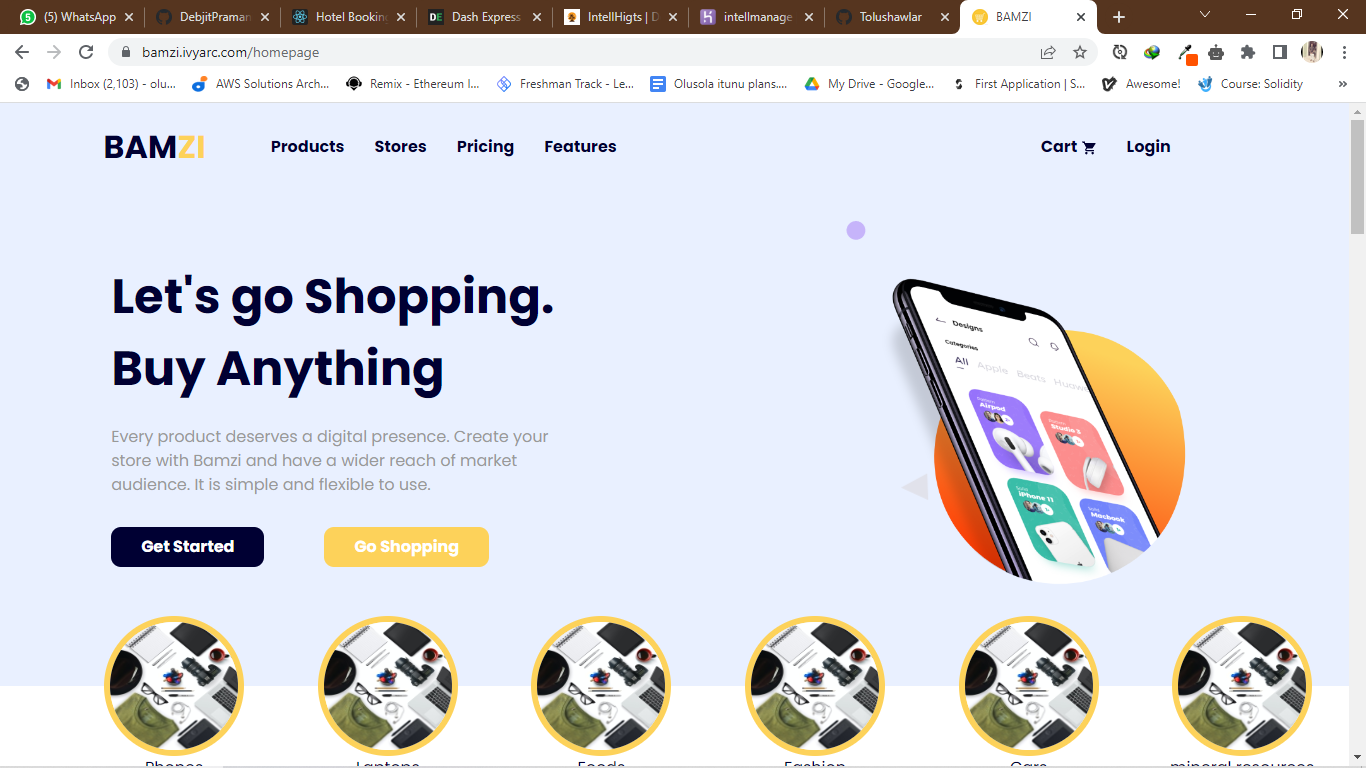 (5) WhatsApp
DebjitPraman
Hotel Booking
Dash Express
IntellHigts | D
intellmanage
Tolushawlar
BAMZI
bamzi.ivyarc.com/homepage
Inbox (2,103) - olu...
AWS Solutions Arch...
Remix - Ethereum I...
Freshman Track - Le...
Olusola itunu plans....
My Drive - Google...
First Application | S...
Awesome!
Course: Solidity
»
BAMZI
Products
Stores
Pricing
Features
Cart
Login
Let's go Shopping.
Buy Anything
Every product deserves a digital presence. Create your
store with Bamzi and have a wider reach of market
audience. It is simple and flexible to use.
Get Started
Go Shopping
Designs
Categories
All
Apple
Beats
Huaw
Airpod
Studio 3
iPhone 11
Macbook
Phones
Laptops
Foods
Fashion
Cars
mineral resources